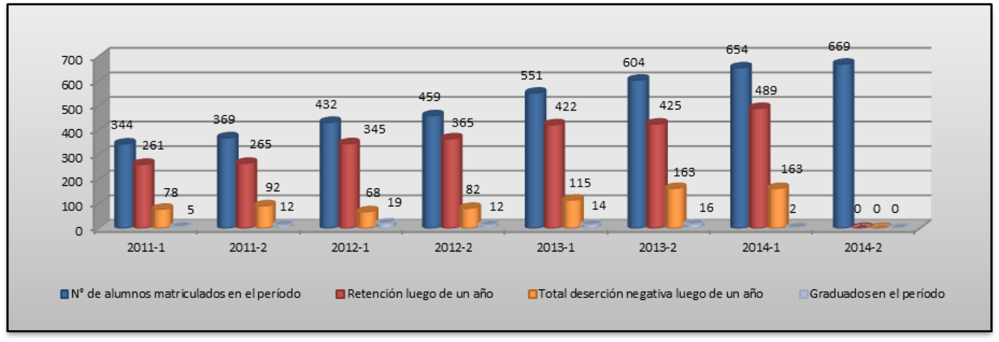 700
600
500
400
300
200
100
0
344 261 78 5
369 265 92 12
432 345 68 19
459 365 82 12
551 422 115 14
604 425 163 16
654 489 163 2
669 0 0 0
2011-1 2011-2 2012-1 2012-2 2013-1 2013-2 2014-1 2014-2
N° de alumnos matriculados en el período Retención luego de un año Total deserción negativa luego de un año Graduados en el período